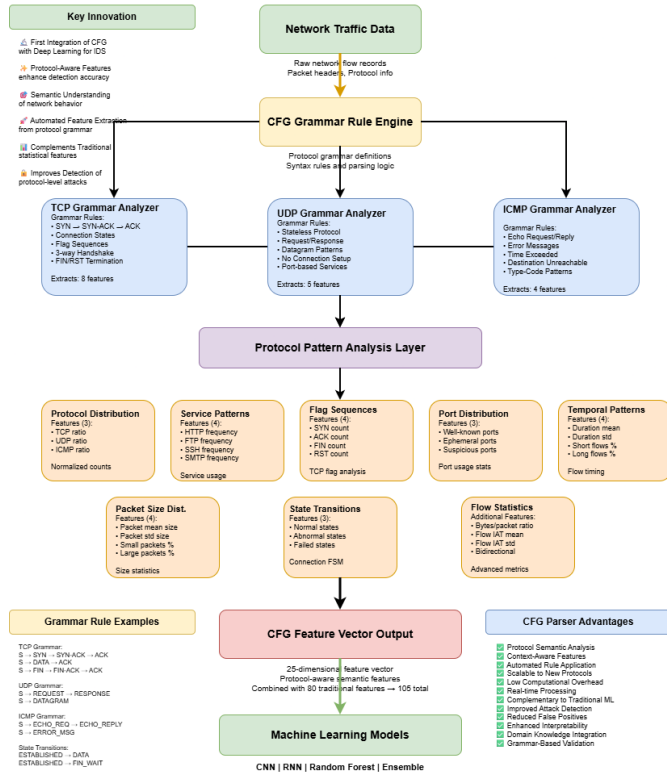 Key Innovation
🔬 First Integration of CFG
with Deep Learning for IDS
✨ Protocol-Aware Features
enhance detection accuracy
🎯 Semantic Understanding
of network behavior
🚀 Automated Feature Extraction
from protocol grammar
📊 Complements Traditional
statistical features
🔒 Improves Detection of
protocol-level attacks
Network Traffic Data
Raw network flow records
Packet headers, Protocol info
CFG Grammar Rule Engine
Protocol grammar definitions
Syntax rules and parsing logic
TCP Grammar Analyzer
Grammar Rules:
• SYN → SYN-ACK → ACK
• Connection States
• Flag Sequences
• 3-way Handshake
• FIN/RST Termination
Extracts: 8 features
UDP Grammar Analyzer
Grammar Rules:
• Stateless Protocol
• Request/Response
• Datagram Patterns
• No Connection Setup
• Port-based Services
Extracts: 5 features
ICMP Grammar Analyzer
Grammar Rules:
• Echo Request/Reply
• Error Messages
• Time Exceeded
• Destination Unreachable
• Type-Code Patterns
Extracts: 4 features
Protocol Pattern Analysis Layer
Protocol Distribution
Features (3):
• TCP ratio
• UDP ratio
• ICMP ratio
Normalized counts
Service Patterns
Features (4):
• HTTP frequency
• FTP frequency
• SSH frequency
• SMTP frequency
Service usage
Flag Sequences
Features (4):
• SYN count
• ACK count
• FIN count
• RST count
TCP flag analysis
Port Distribution
Features (3):
• Well-known ports
• Ephemeral ports
• Suspicious ports
Port usage stats
Temporal Patterns
Features (4):
• Duration mean
• Duration std
• Short flows %
• Long flows %
Flow timing
Packet Size Dist.
Features (4):
• Packet mean size
• Packet std size
• Small packets %
• Large packets %
Size statistics
State Transitions
Features (3):
• Normal states
• Abnormal states
• Failed states
Connection FSM
Flow Statistics
Additional Features:
• Bytes/packet ratio
• Flow IAT mean
• Flow IAT std
• Bidirectional
Advanced metrics
Grammar Rule Examples
TCP Grammar:
S → SYN → SYN-ACK → ACK
S → DATA → ACK
S → FIN → FIN-ACK → ACK
UDP Grammar:
S → REQUEST → RESPONSE
S → DATAGRAM
ICMP Grammar:
S → ECHO_REQ → ECHO_REPLY
S → ERROR_MSG
State Transitions:
ESTABLISHED → DATA
ESTABLISHED → FIN_WAIT
CFG Feature Vector Output
25-dimensional feature vector
Protocol-aware semantic features
Combined with 80 traditional features → 105 total
Machine Learning Models
CNN | RNN | Random Forest | Ensemble
CFG Parser Advantages
✅ Protocol Semantic Analysis
✅ Context-Aware Features
✅ Automated Rule Application
✅ Scalable to New Protocols
✅ Low Computational Overhead
✅ Real-time Processing
✅ Complementary to Traditional ML
✅ Improved Attack Detection
✅ Reduced False Positives
✅ Enhanced Interpretability
✅ Domain Knowledge Integration
✅ Grammar-Based Validation